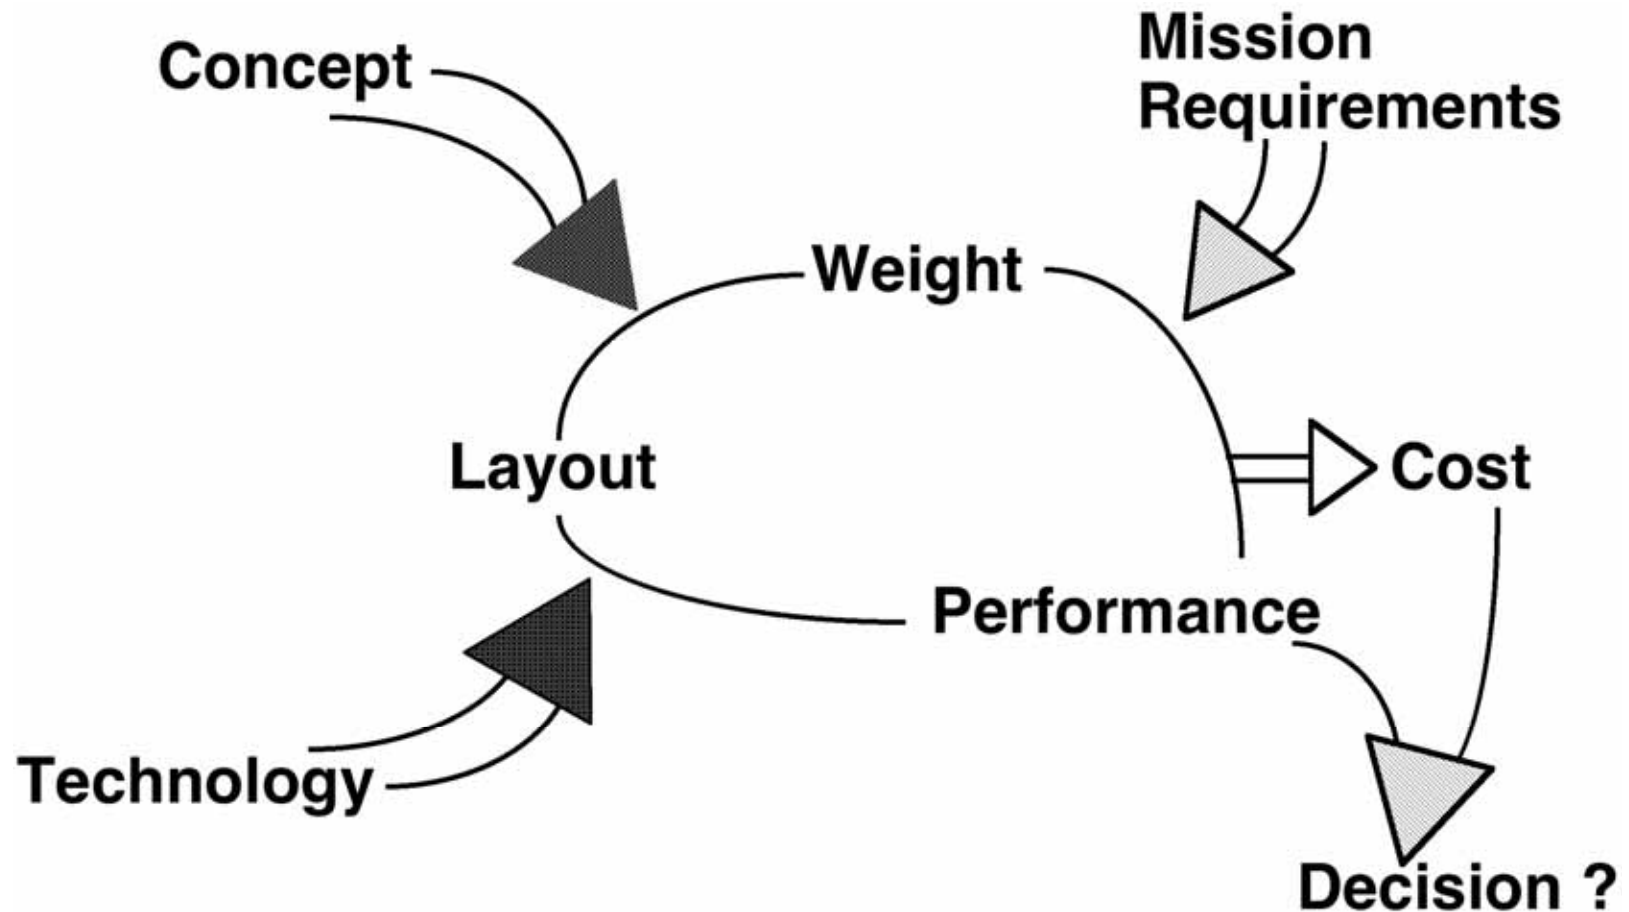 Concept
Mission
Requirements
Weight
Layout
Cost
Performance
Technology
Decision ?